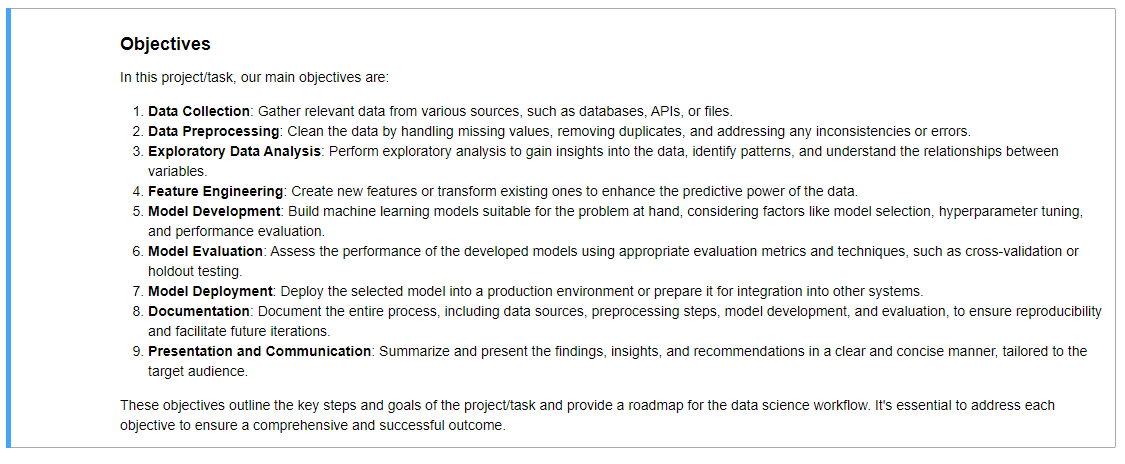 Objectives
In this project/task, our main objectives are:
1. Data Collection: Gather relevant data from various sources, such as databases, APIs, or files.
2. Data Preprocessing: Clean the data by handling missing values, removing duplicates, and addressing any inconsistencies or errors.
3. Exploratory Data Analysis: Perform exploratory analysis to gain insights into the data, identify patterns, and understand the relationships between
variables.
4. Feature Engineering: Create new features or transform existing ones to enhance the predictive power of the data.
5. Model Development: Build machine learning models suitable for the problem at hand, considering factors like model selection, hyperparameter tuning,
and performance evaluation.
6. Model Evaluation: Assess the performance of the developed models using appropriate evaluation metrics and techniques, such as cross-validation or
holdout testing.
7. Model Deployment: Deploy the selected model into a production environment or prepare it for integration into other systems.
8. Documentation: Document the entire process, including data sources, preprocessing steps, model development, and evaluation, to ensure reproducibility
and facilitate future iterations.
9. Presentation and Communication: Summarize and present the findings, insights, and recommendations in a clear and concise manner, tailored to the
target audience.
These objectives outline the key steps and goals of the project/task and provide a roadmap for the data science workflow. It's essential to address each
objective to ensure a comprehensive and successful outcome.